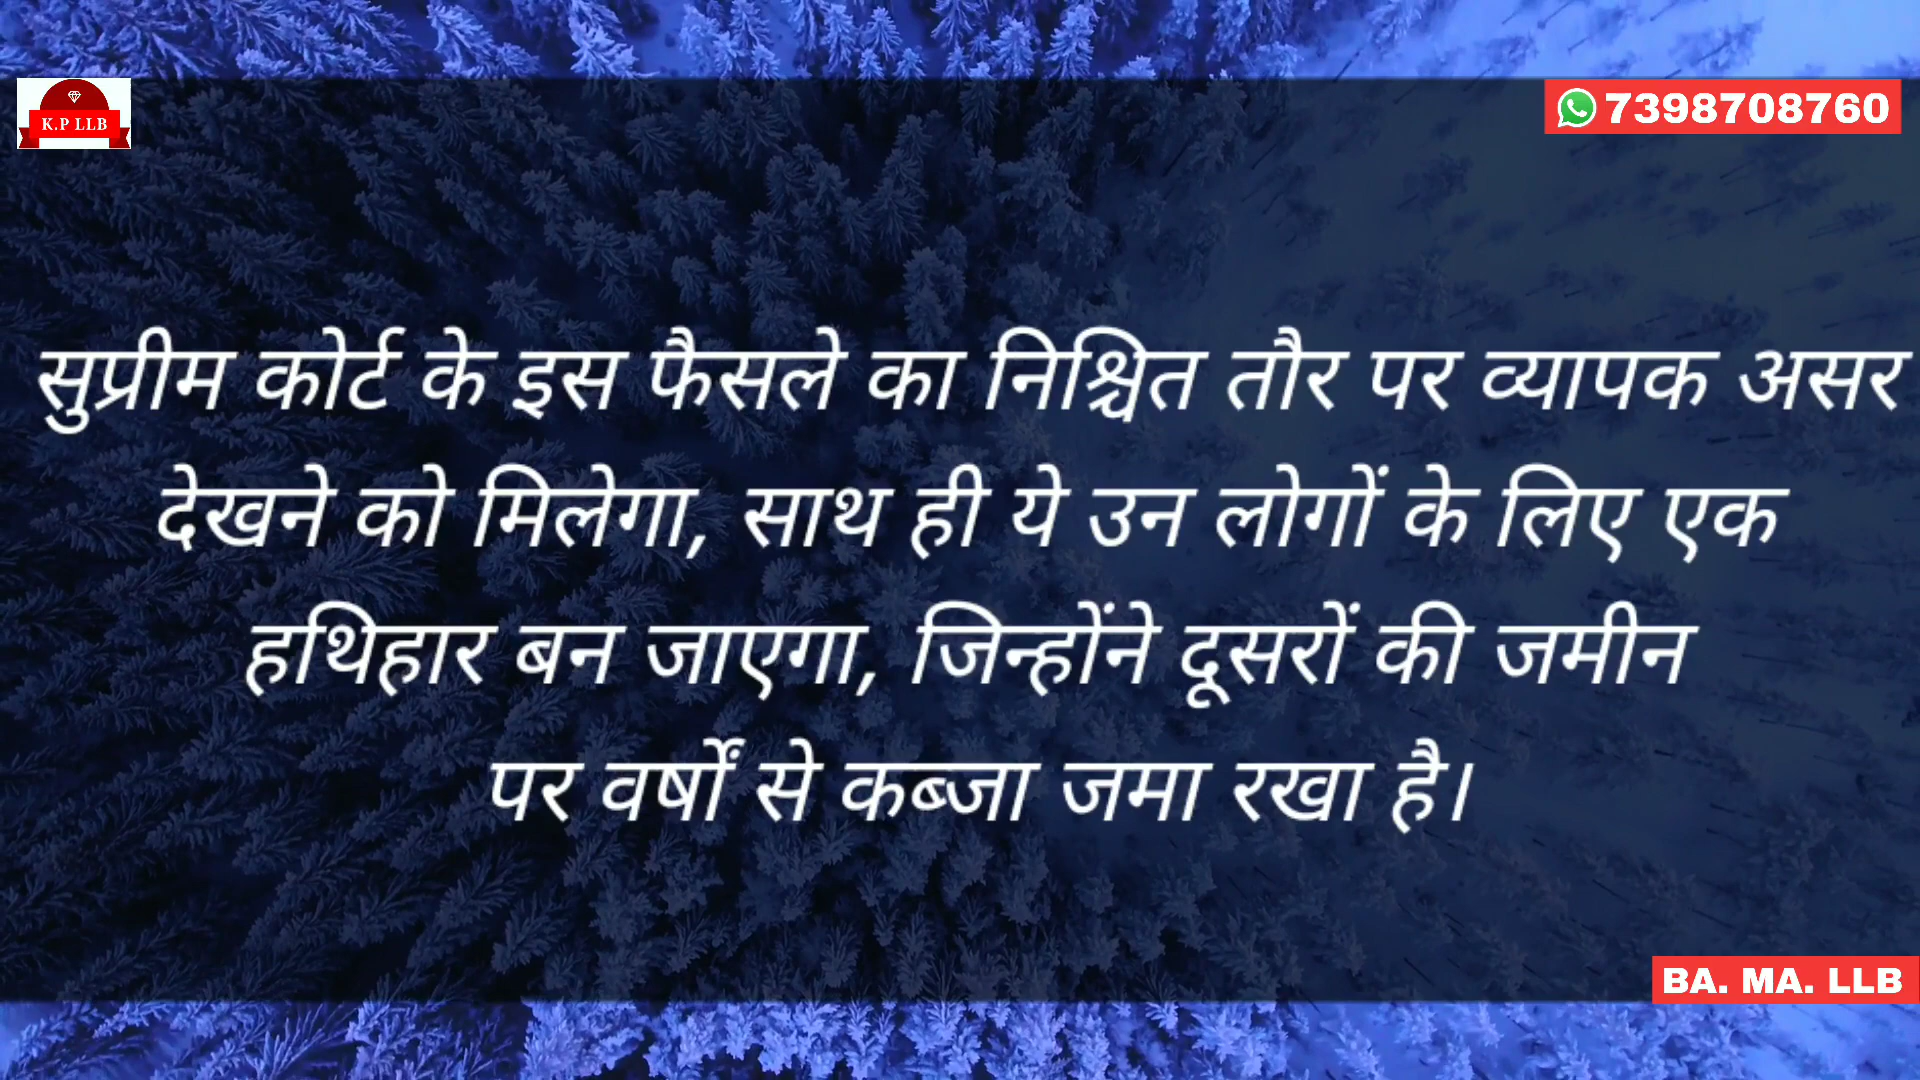 K.P LLB
7398708760
सुप्रीम कोर्ट के इस फैसले का निश्चित तौर पर व्यापक असर
देखने को मिलेगा, साथ ही ये उन लोगों के लिए एक
हथिहार बन जाएगा, जिन्होंने दूसरों की जमीन
पर वर्षों से कब्जा जमा रखा है।
BA. MA. LLB